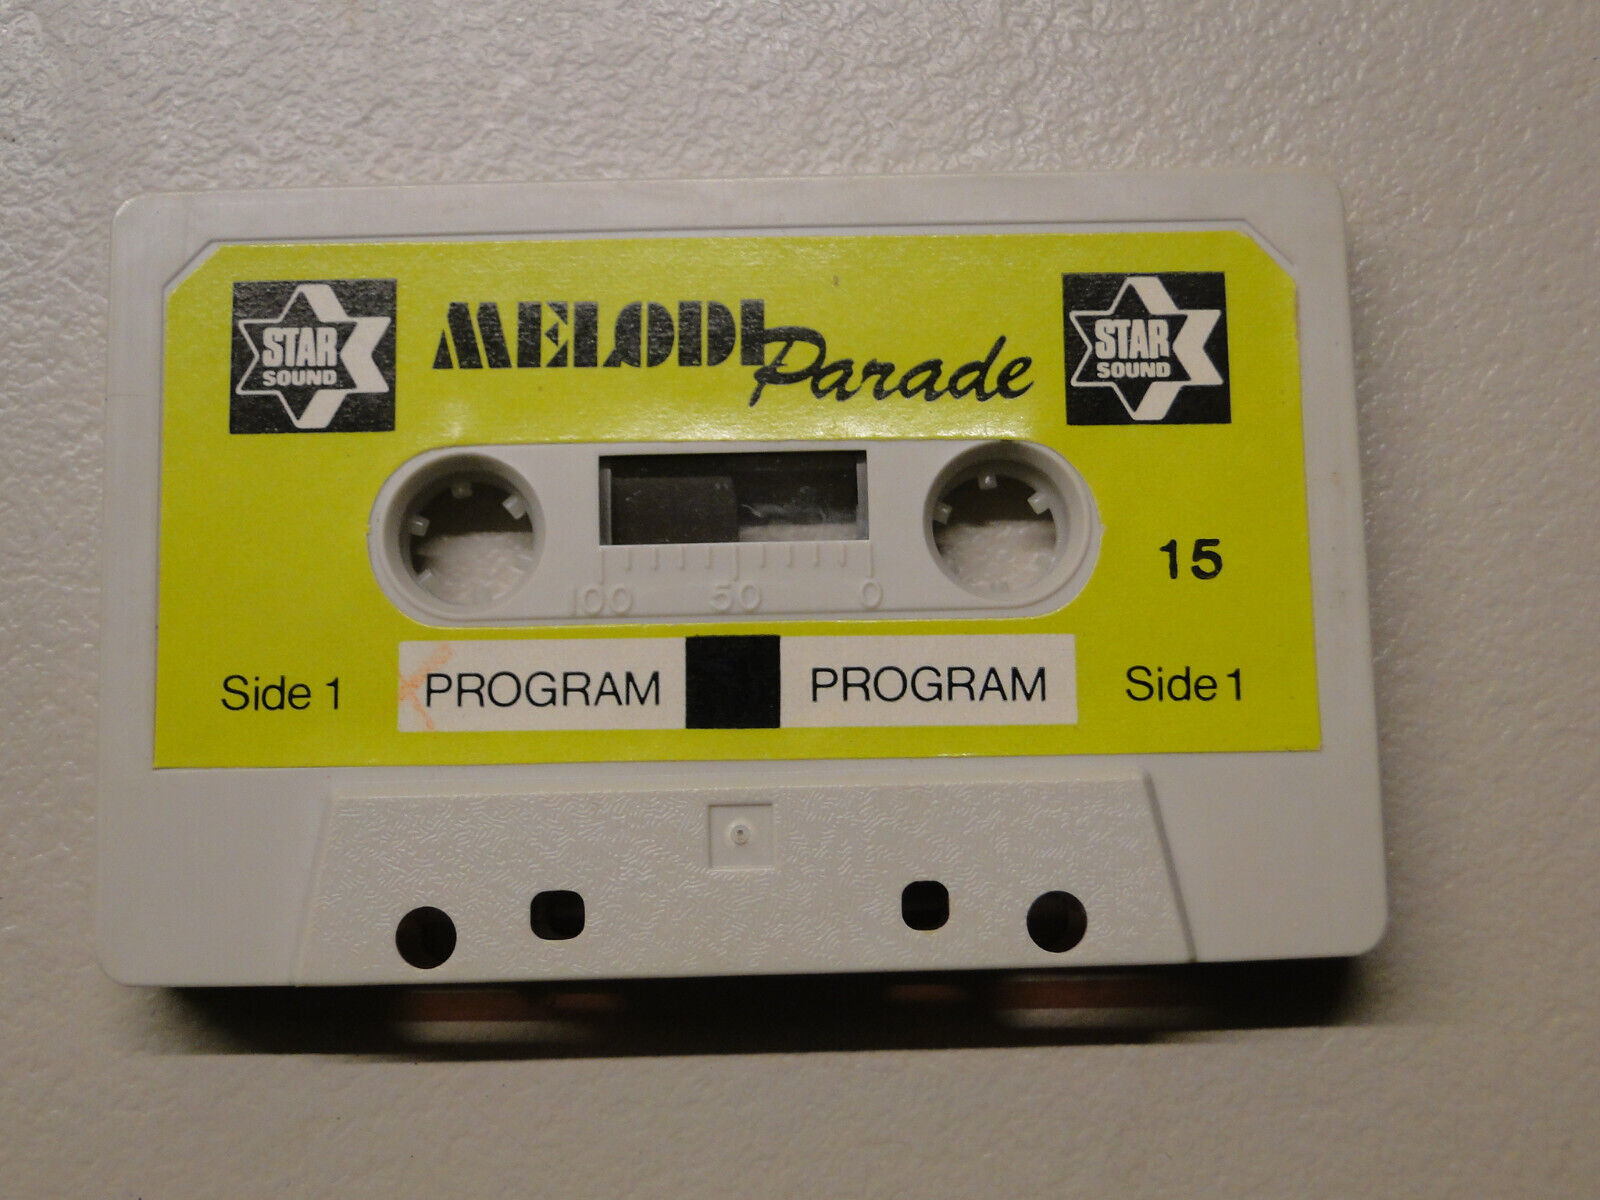 STAR
SOUND
MELODI
Parade
STAR
SOUND
15
100 50 0
Side 1
PROGRAM
PROGRAM
Side 1